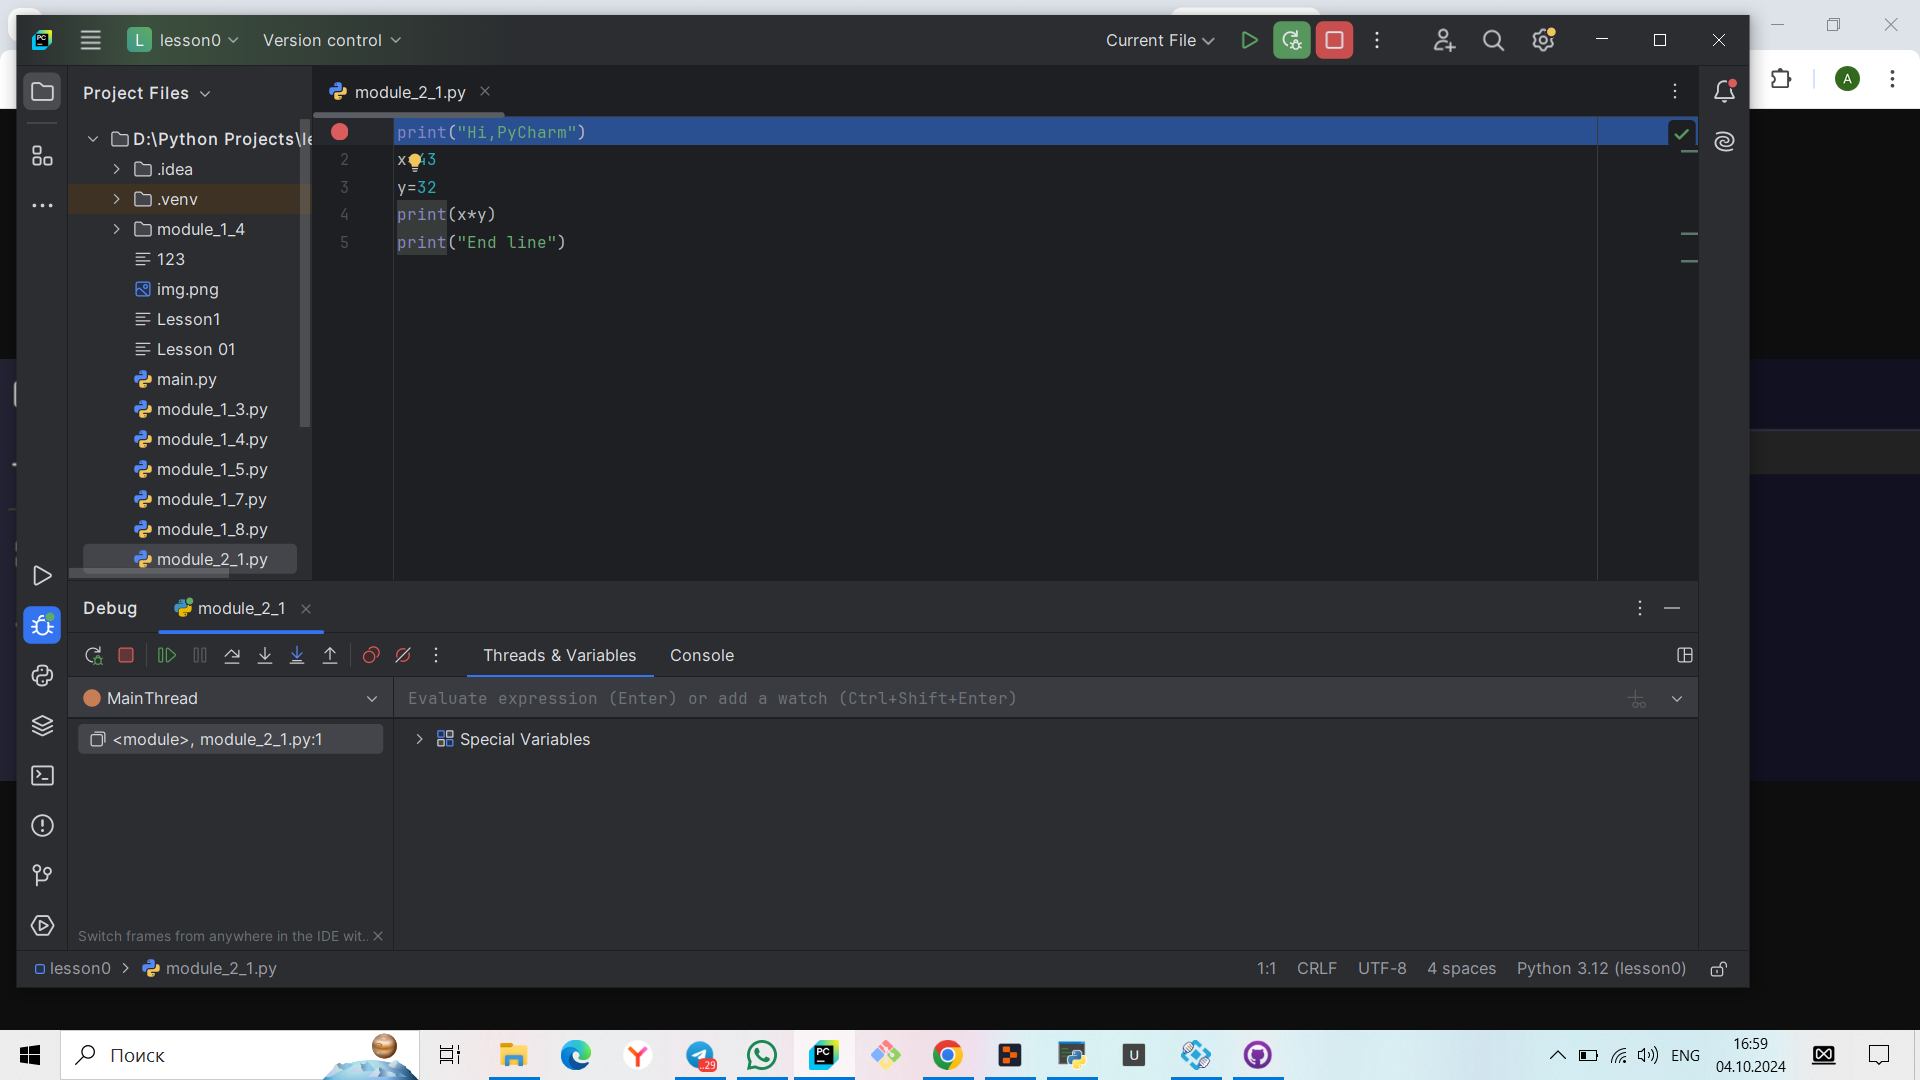 L lesson0 Version control Current File
A
Project Files
module_2_1.py
D:\Python Projects\le
.idea
.venv
module_1_4
123
img.png
Lesson1
Lesson 01
main.py
module_1_3.py
module_1_4.py
module_1_5.py
module_1_7.py
module_1_8.py
module_2_1.py
print("Hi,PyCharm")
2 x=43
3 y=32
4 print(x*y)
5 print("End line")
Debug module_2_1
Threads & Variables Console
MainThread
Evaluate expression (Enter) or add a watch (Ctrl+Shift+Enter)
<module>, module_2_1.py:1
Special Variables
Switch frames from anywhere in the IDE wit..
lesson0 > module_2_1.py
1:1 CRLF UTF-8 4 spaces Python 3.12 (lesson0)
Поиск
..29
PC
U
ENG
16:59
04.10.2024